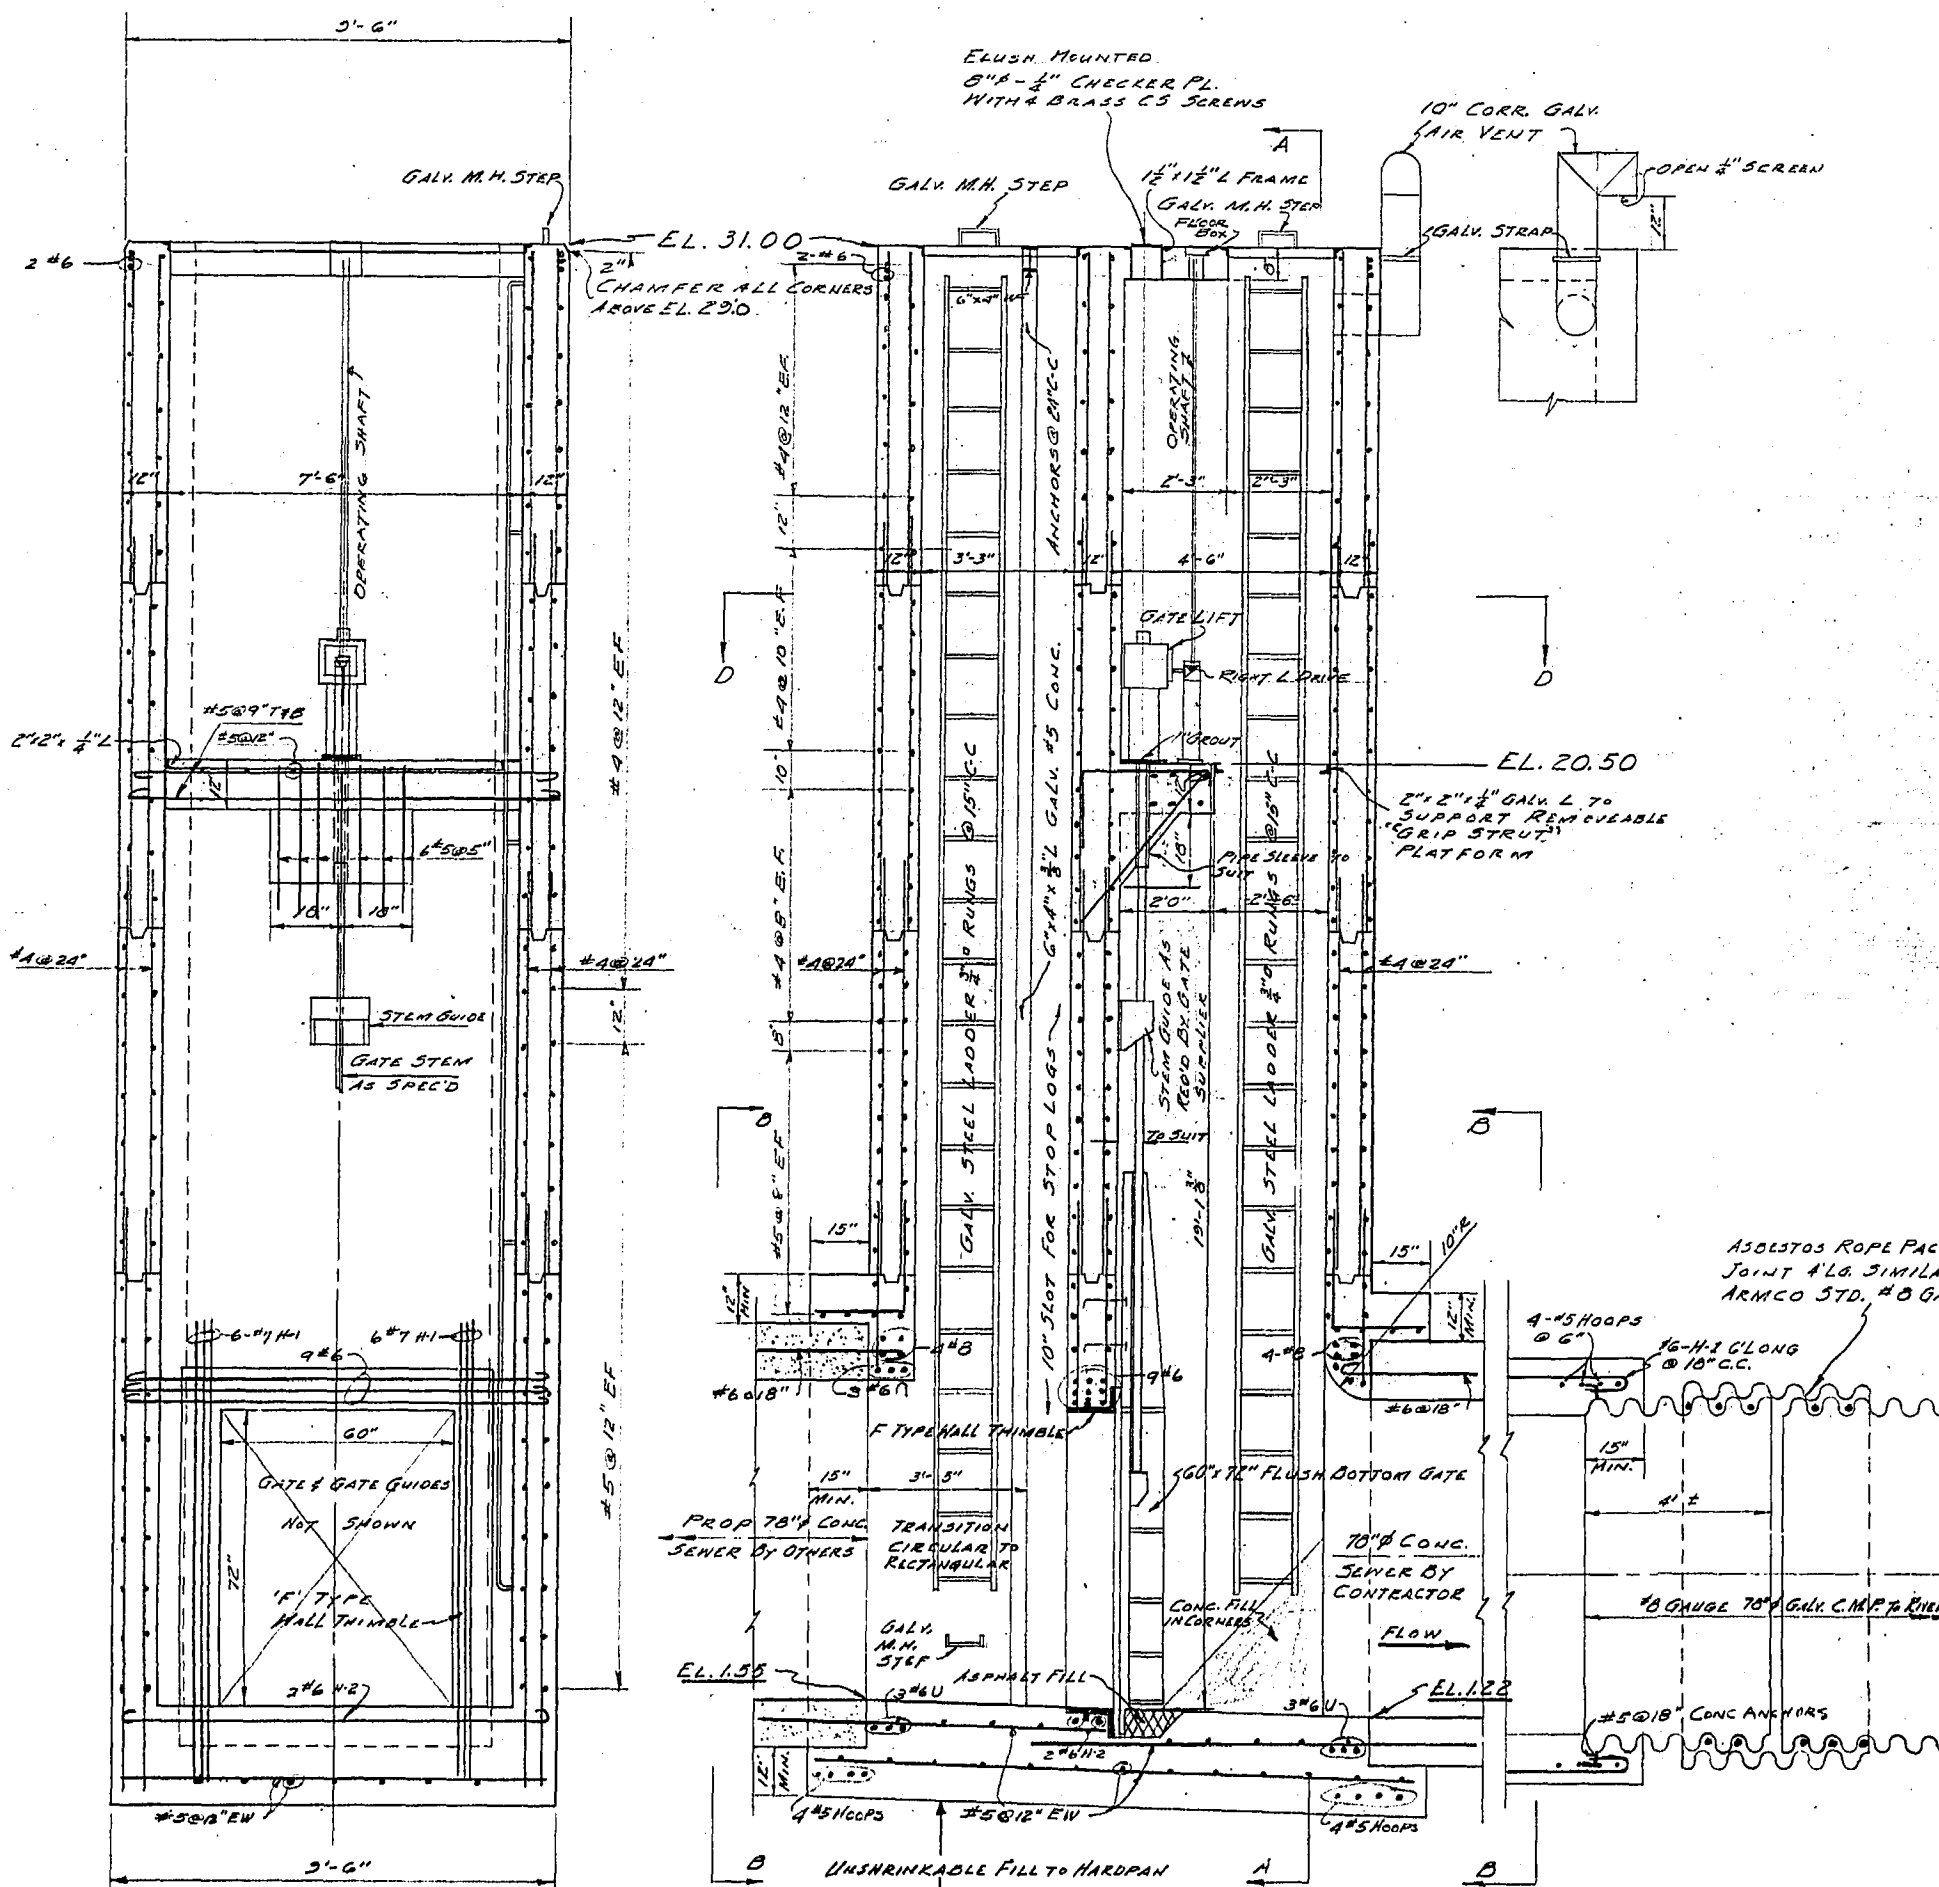 9'-6"
GALV. M.H. STEP
2 #6
EL. 31.00
2"
CHAMFER ALL CORNERS
ABOVE EL. 29.0
12"
7'-6"
12"
OPERATING SHAFT
#5@9" T&B
#5@12"
2"x2"x 1/4" L
12"
6#5@5"
18"
18"
#4@24"
#4@24"
STEM GUIDE
GATE STEM
AS SPEC'D
#4@12" EF
12"
#5@12" EF
6-#7 H-1
6#7 H-1
9#6
60"
GATE & GATE GUIDES
NOT SHOWN
72"
'F' TYPE
WALL THIMBLE
2#6 H-2
#5@12" EW
9'-6"
FLUSH MOUNTED
8"ø - 1/4" CHECKER PL.
WITH 4 BRASS CS SCREWS
A
GALV. M.H. STEP
1 1/2" x 1 1/2" L FRAME
GALV. M.H. STEP
FLOOR
BOX
10" CORR. GALV.
AIR VENT
OPEN 1/4" SCREEN
12"
GALV. STRAP
2-#6
6"x4" WF
8"
#4@12" EF
12"
ANCHORS@24"C-C
OPERATING
SHAFT
2'-3"
2'-3"
12"
3'-3"
12"
4'-6"
12"
D
D
GATE LIFT
RIGHT L DRIVE
#4@10" E.F.
10"
1" GROUT
EL. 20.50
2"x2"x1/4" GALV. L TO
SUPPORT REMOVEABLE
"GRIP STRUT"
PLATFORM
18"
PIPE SLEEVE TO
SUIT
2'0"
2'-6"
#4@8" E.F.
8"
#4@24"
#4@24"
GALV. STEEL LADDER 3/4" ø RUNGS @15" C-C
6"x4"x3/8" L GALV. #5 CONC.
10" SLOT FOR STOP LOGS
STEM GUIDE AS
REQ'D BY GATE
SUPPLIER
GALV. STEEL LADDER 3/4" ø RUNGS @15" C-C
B
B
TO SUIT
19'-1 3/8"
#5@8" EF
15"
12"
MIN
15"
10"R
12"
MIN.
ASBESTOS ROPE PAC
JOINT 4' LG. SIMILA
ARMCO STD. #8 GA
4-#5 HOOPS
@ 6"
#6-H-2 6' LONG
@ 18" C.C.
4-#8
4-#8
#6@18"
3#6
9#6
#6@18"
F TYPE WALL THIMBLE
15"
MIN.
3'-5"
60"x72" FLUSH BOTTOM GATE
15"
MIN.
4' ±
PROP 78"ø CONC.
SEWER BY OTHERS
TRANSITION
CIRCULAR TO
RECTANGULAR
78"ø CONC.
SEWER BY
CONTRACTOR
CONC. FILL
IN CORNERS
#8 GAUGE 78"ø GALV. C.M.P. TO RIVER
FLOW
GALV.
M.H.
STEP
ASPHALT FILL
EL. 1.55
3#6 U
3#6 U
EL. 1.22
#5@18" CONC ANCHORS
2#6 H-2
12"
MIN.
4#5 HOOPS
#5@12" EW
4#5 HOOPS
B
UNSHRINKABLE FILL TO HARDPAN
A
B